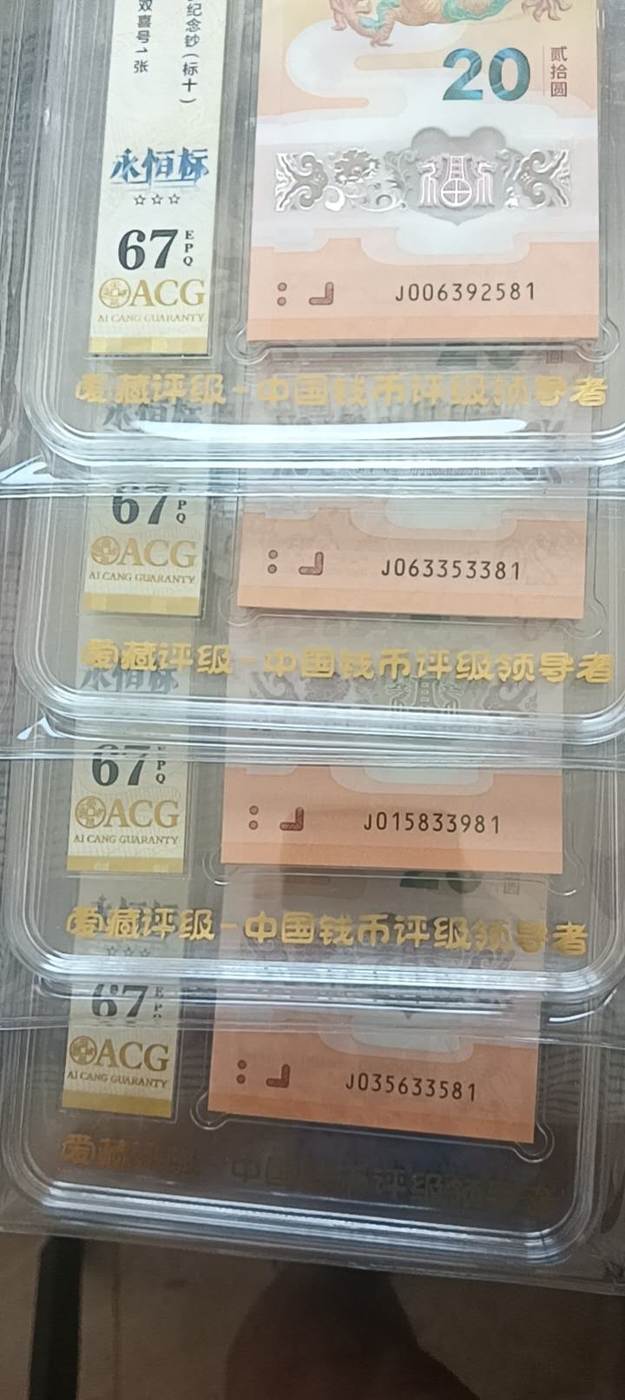 纪念钞(标十)
双喜号1张
永恒标
☆☆☆
67 EPQ
ACG
AI CANG GUARANTY
20
贰拾圆
J006392581
爱藏评级-中国钱币评级领导者
67 EPQ
ACG
AI CANG GUARANTY
J063353381
爱藏评级-中国钱币评级领导者
67 EPQ
ACG
AI CANG GUARANTY
J015833981
爱藏评级-中国钱币评级领导者
67
ACG
AI CANG GUARANTY
J035633581